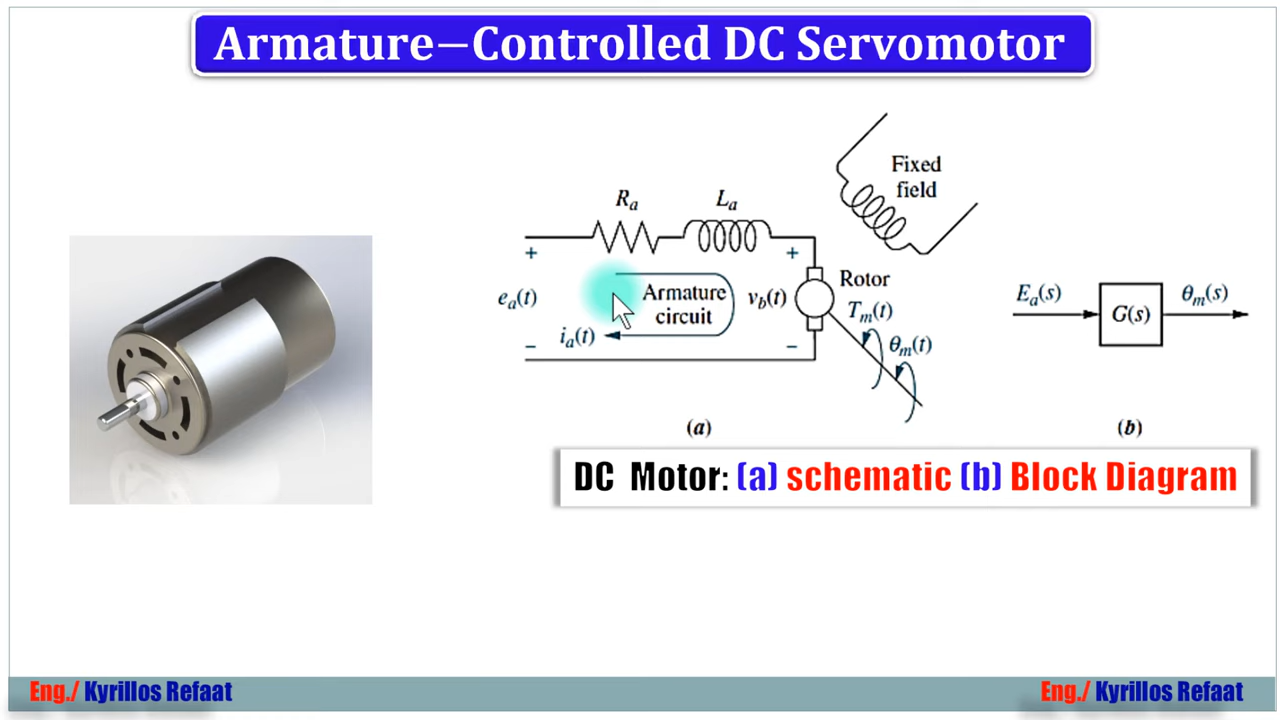 Armature−Controlled DC Servomotor
Fixed
field
Ra
La
+
+
Rotor
ea(t)
Armature
circuit
vb(t)
Tm(t)
ia(t)
θm(t)
−
−
Ea(s)
G(s)
θm(s)
(a)
(b)
DC Motor: (a) schematic (b) Block Diagram
Eng./ Kyrillos Refaat
Eng./ Kyrillos Refaat